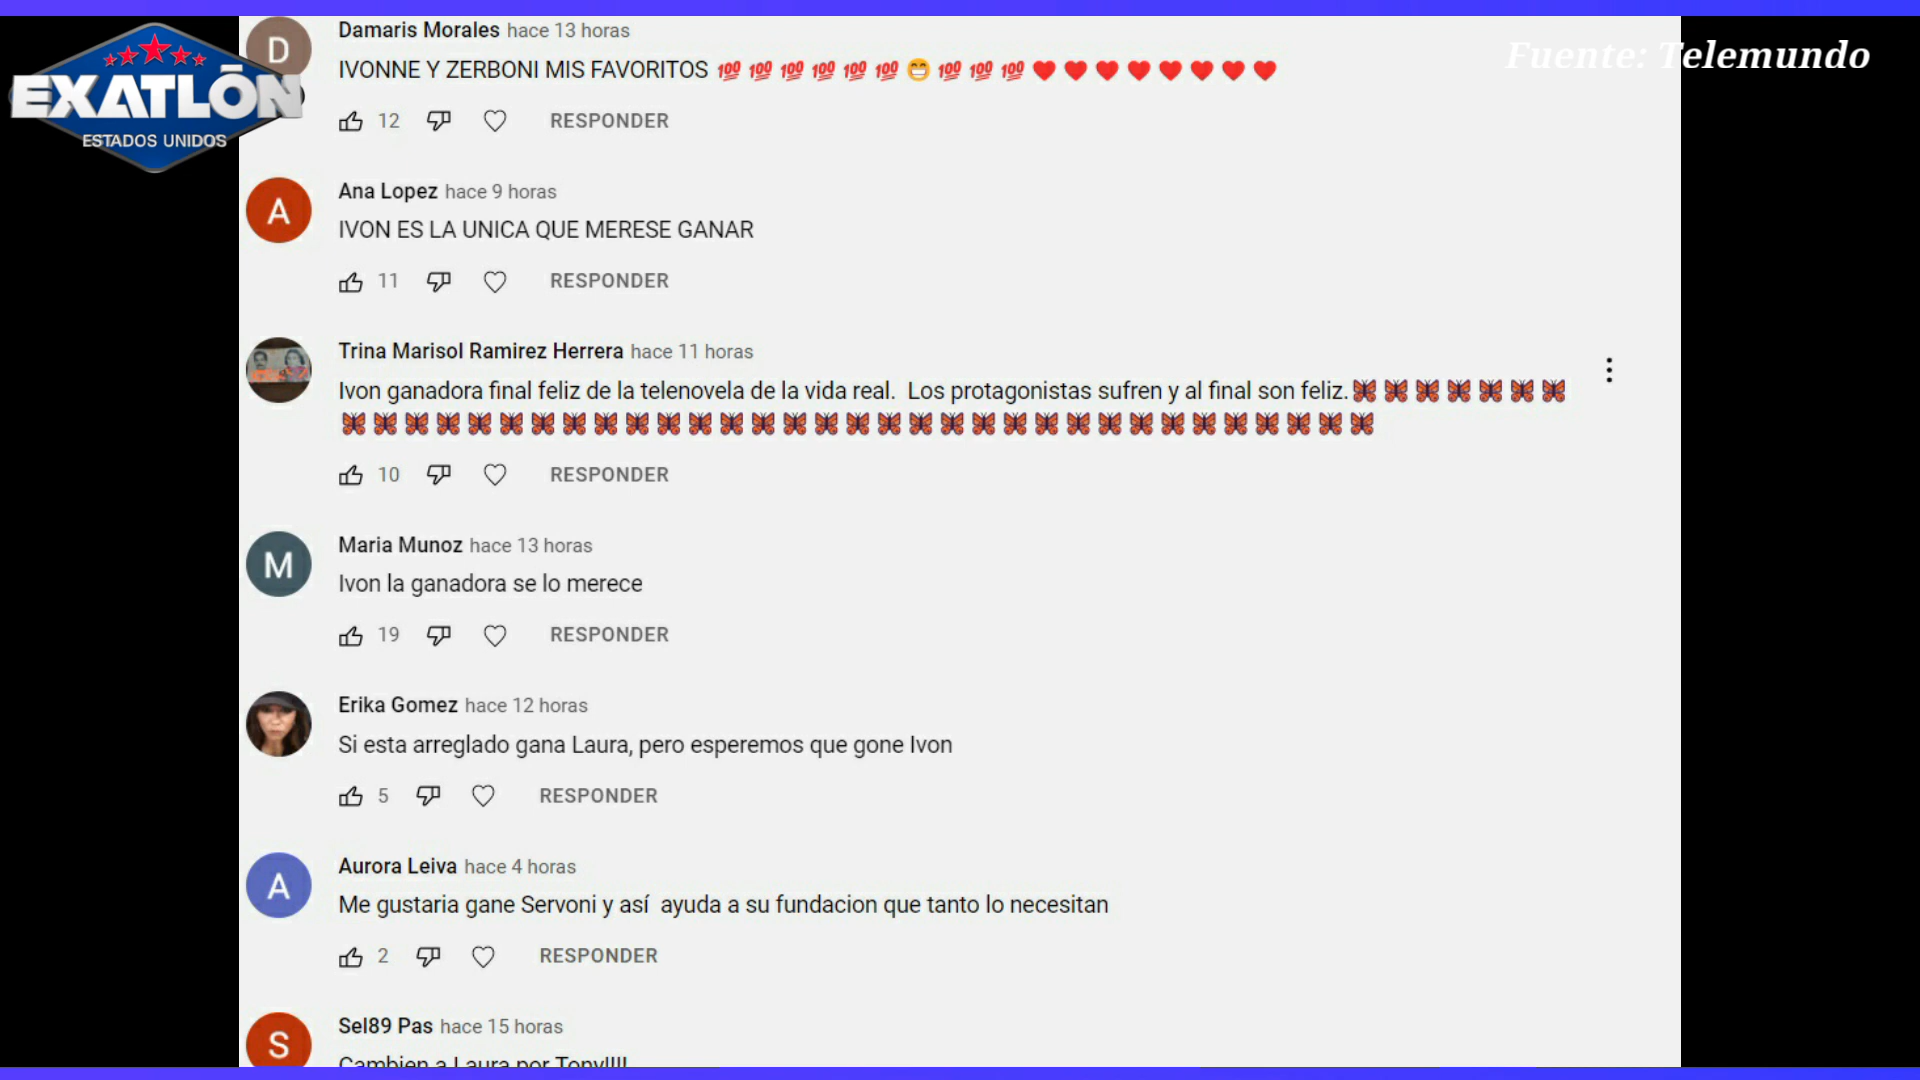 EXATLÓN
ESTADOS UNIDOS
Fuente: Telemundo
D
Damaris Morales hace 13 horas
IVONNE Y ZERBONI MIS FAVORITOS 💯 💯 💯 💯 💯 💯 😁 💯 💯 💯 ❤️ ❤️ ❤️ ❤️ ❤️ ❤️ ❤️ ❤️
12 RESPONDER
A
Ana Lopez hace 9 horas
IVON ES LA UNICA QUE MERESE GANAR
11 RESPONDER
Trina Marisol Ramirez Herrera hace 11 horas
Ivon ganadora final feliz de la telenovela de la vida real. Los protagonistas sufren y al final son feliz. 🦋 🦋 🦋 🦋 🦋 🦋 🦋
🦋 🦋 🦋 🦋 🦋 🦋 🦋 🦋 🦋 🦋 🦋 🦋 🦋 🦋 🦋 🦋 🦋 🦋 🦋 🦋 🦋 🦋 🦋 🦋 🦋 🦋 🦋 🦋 🦋 🦋 🦋 🦋 🦋
10 RESPONDER
M
Maria Munoz hace 13 horas
Ivon la ganadora se lo merece
19 RESPONDER
Erika Gomez hace 12 horas
Si esta arreglado gana Laura, pero esperemos que gone Ivon
5 RESPONDER
A
Aurora Leiva hace 4 horas
Me gustaria gane Servoni y así ayuda a su fundacion que tanto lo necesitan
2 RESPONDER
S
Sel89 Pas hace 15 horas
Cambien a Laura por Tony!!!!